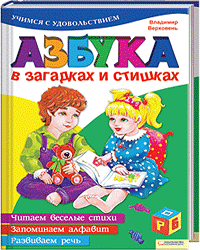 УЧИМСЯ С УДОВОЛЬСТВИЕМ
Владимир
Верховень
АЗБУКА
в загадках и стишках
Б
Р В
Читаем веселые стихи
Запоминаем алфавит
Развиваем речь